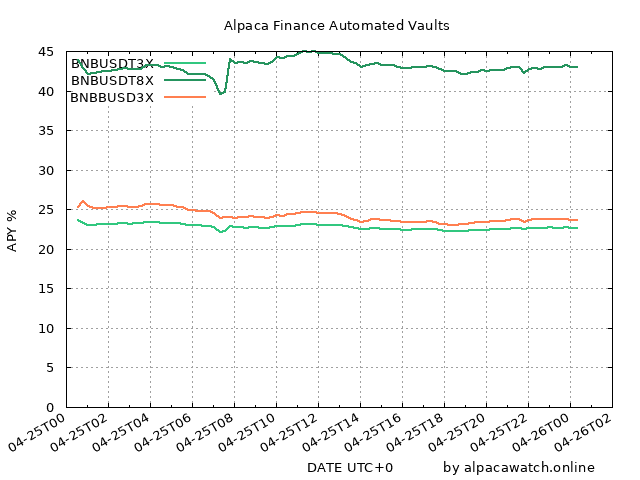 Alpaca Finance Automated Vaults
BNBUSDT3X
BNBUSDT8X
BNBBUSD3X
45
40
35
30
25
20
15
10
5
0
APY %
04-25T00
04-25T02
04-25T04
04-25T06
04-25T08
04-25T10
04-25T12
04-25T14
04-25T16
04-25T18
04-25T20
04-25T22
04-26T00
04-26T02
DATE UTC+0
by alpacawatch.online